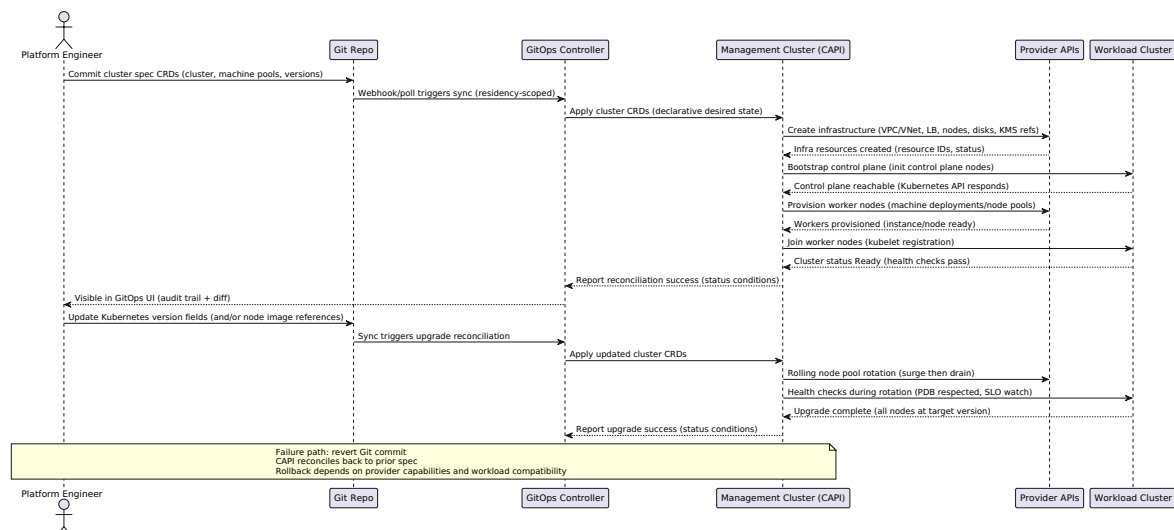 Platform Engineer
Git Repo
GitOps Controller
Management Cluster (CAPI)
Provider APIs
Workload Cluster
Commit cluster spec CRDs (cluster, machine pools, versions)
Webhook/poll triggers sync (residency-scoped)
Apply cluster CRDs (declarative desired state)
Create infrastructure (VPC/VNet, LB, nodes, disks, KMS refs)
Infra resources created (resource IDs, status)
Bootstrap control plane (init control plane nodes)
Control plane reachable (Kubernetes API responds)
Provision worker nodes (machine deployments/node pools)
Workers provisioned (instance/node ready)
Join worker nodes (kubelet registration)
Cluster status Ready (health checks pass)
Report reconciliation success (status conditions)
Visible in GitOps UI (audit trail + diff)
Update Kubernetes version fields (and/or node image references)
Sync triggers upgrade reconciliation
Apply updated cluster CRDs
Rolling node pool rotation (surge then drain)
Health checks during rotation (PDB respected, SLO watch)
Upgrade complete (all nodes at target version)
Report upgrade success (status conditions)
Failure path: revert Git commit
CAPI reconciles back to prior spec
Rollback depends on provider capabilities and workload compatibility
Platform Engineer
Git Repo
GitOps Controller
Management Cluster (CAPI)
Provider APIs
Workload Cluster